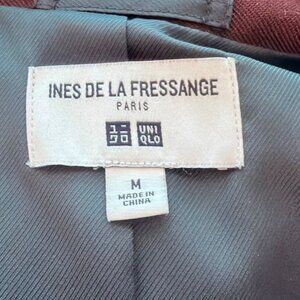 INES DE LA FRESSANGE
PARIS
ユニ UNI
クロ QLO
M
MADE IN
CHINA